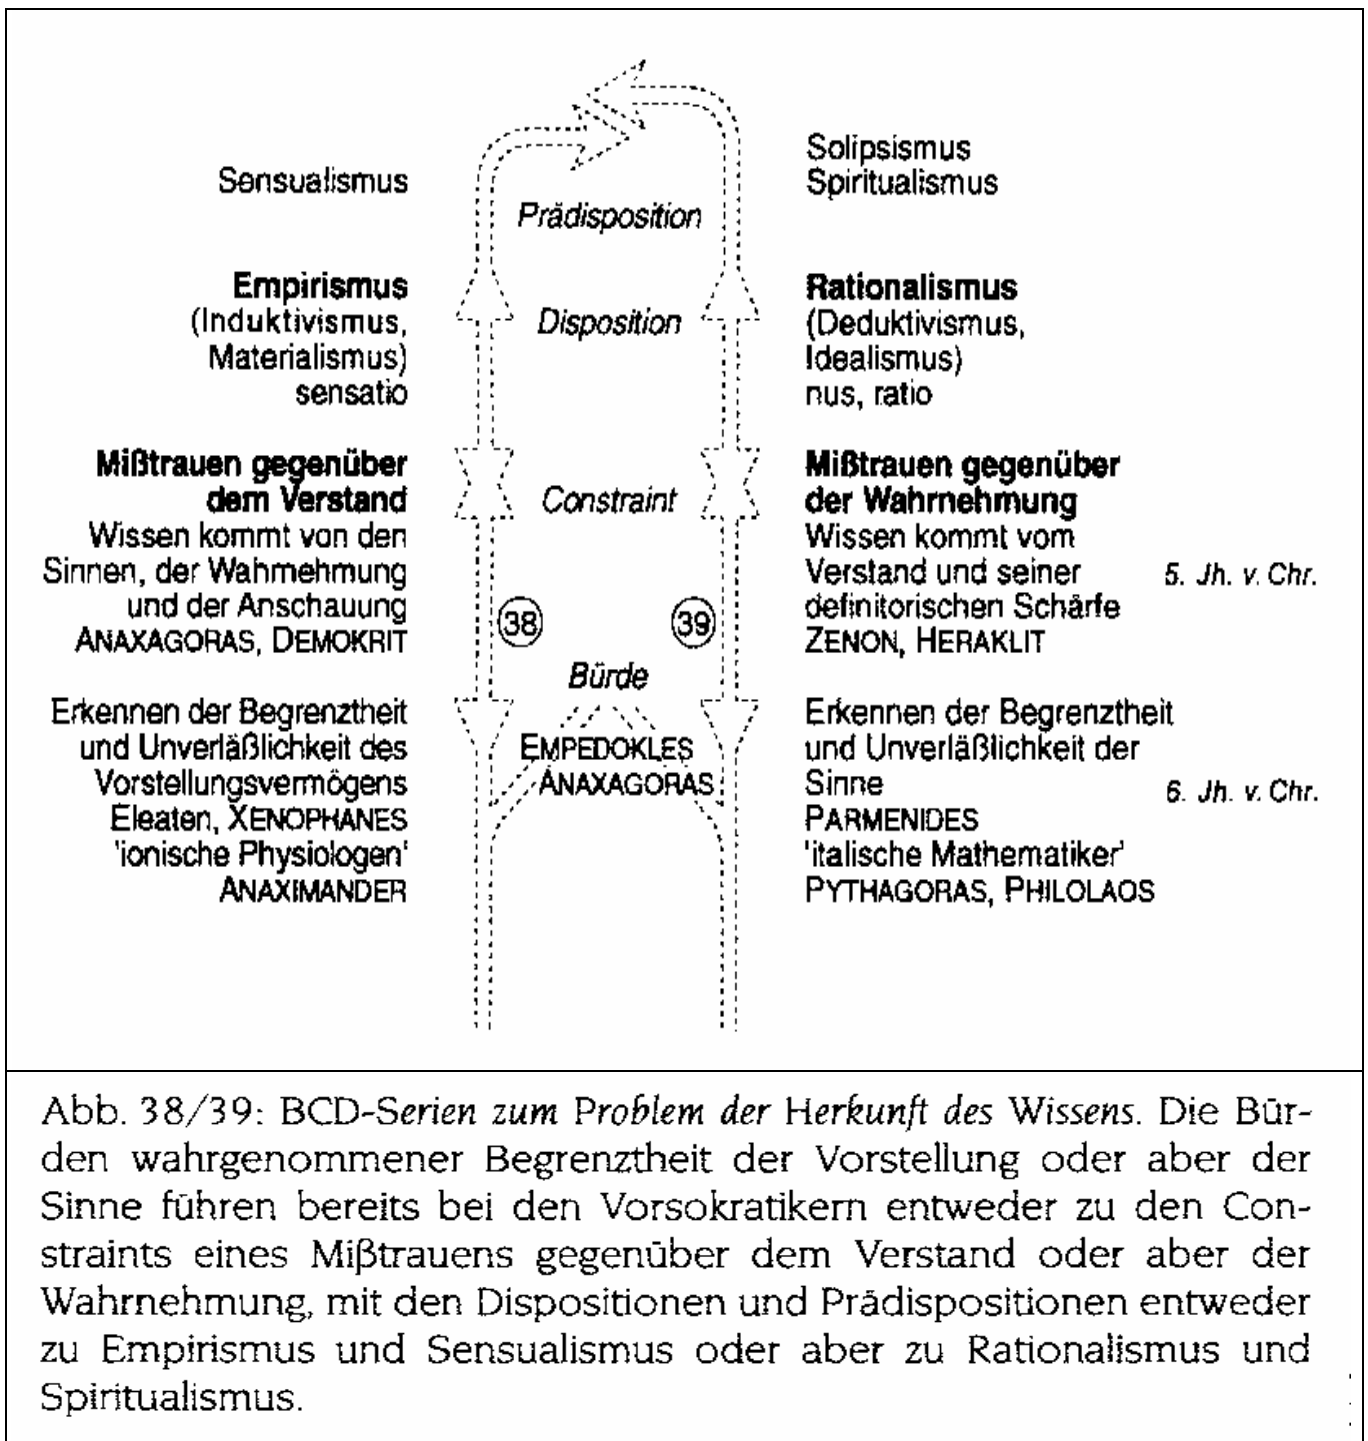 Sensualismus
Solipsismus
Spiritualismus
Prädisposition
Empirismus
(Induktivismus,
Materialismus)
sensatio
Disposition
Rationalismus
(Deduktivismus,
Idealismus)
nus, ratio
Mißtrauen gegenüber
dem Verstand
Wissen kommt von den
Sinnen, der Wahrnehmung
und der Anschauung
ANAXAGORAS, DEMOKRIT
Constraint
Mißtrauen gegenüber
der Wahrnehmung
Wissen kommt vom
Verstand und seiner
definitorischen Schärfe
ZENON, HERAKLIT
5. Jh. v. Chr.
38
39
Bürde
Erkennen der Begrenztheit
und Unverläßlichkeit des
Vorstellungsvermögens
Eleaten, XENOPHANES
'ionische Physiologen'
ANAXIMANDER
EMPEDOKLES
ANAXAGORAS
Erkennen der Begrenztheit
und Unverläßlichkeit der
Sinne
PARMENIDES
'italische Mathematiker'
PYTHAGORAS, PHILOLAOS
6. Jh. v. Chr.
Abb. 38/39: BCD-Serien zum Problem der Herkunft des Wissens. Die Bür-
den wahrgenommener Begrenztheit der Vorstellung oder aber der
Sinne führen bereits bei den Vorsokratikern entweder zu den Con-
straints eines Mißtrauens gegenüber dem Verstand oder aber der
Wahrnehmung, mit den Dispositionen und Prädispositionen entweder
zu Empirismus und Sensualismus oder aber zu Rationalismus und
Spiritualismus.